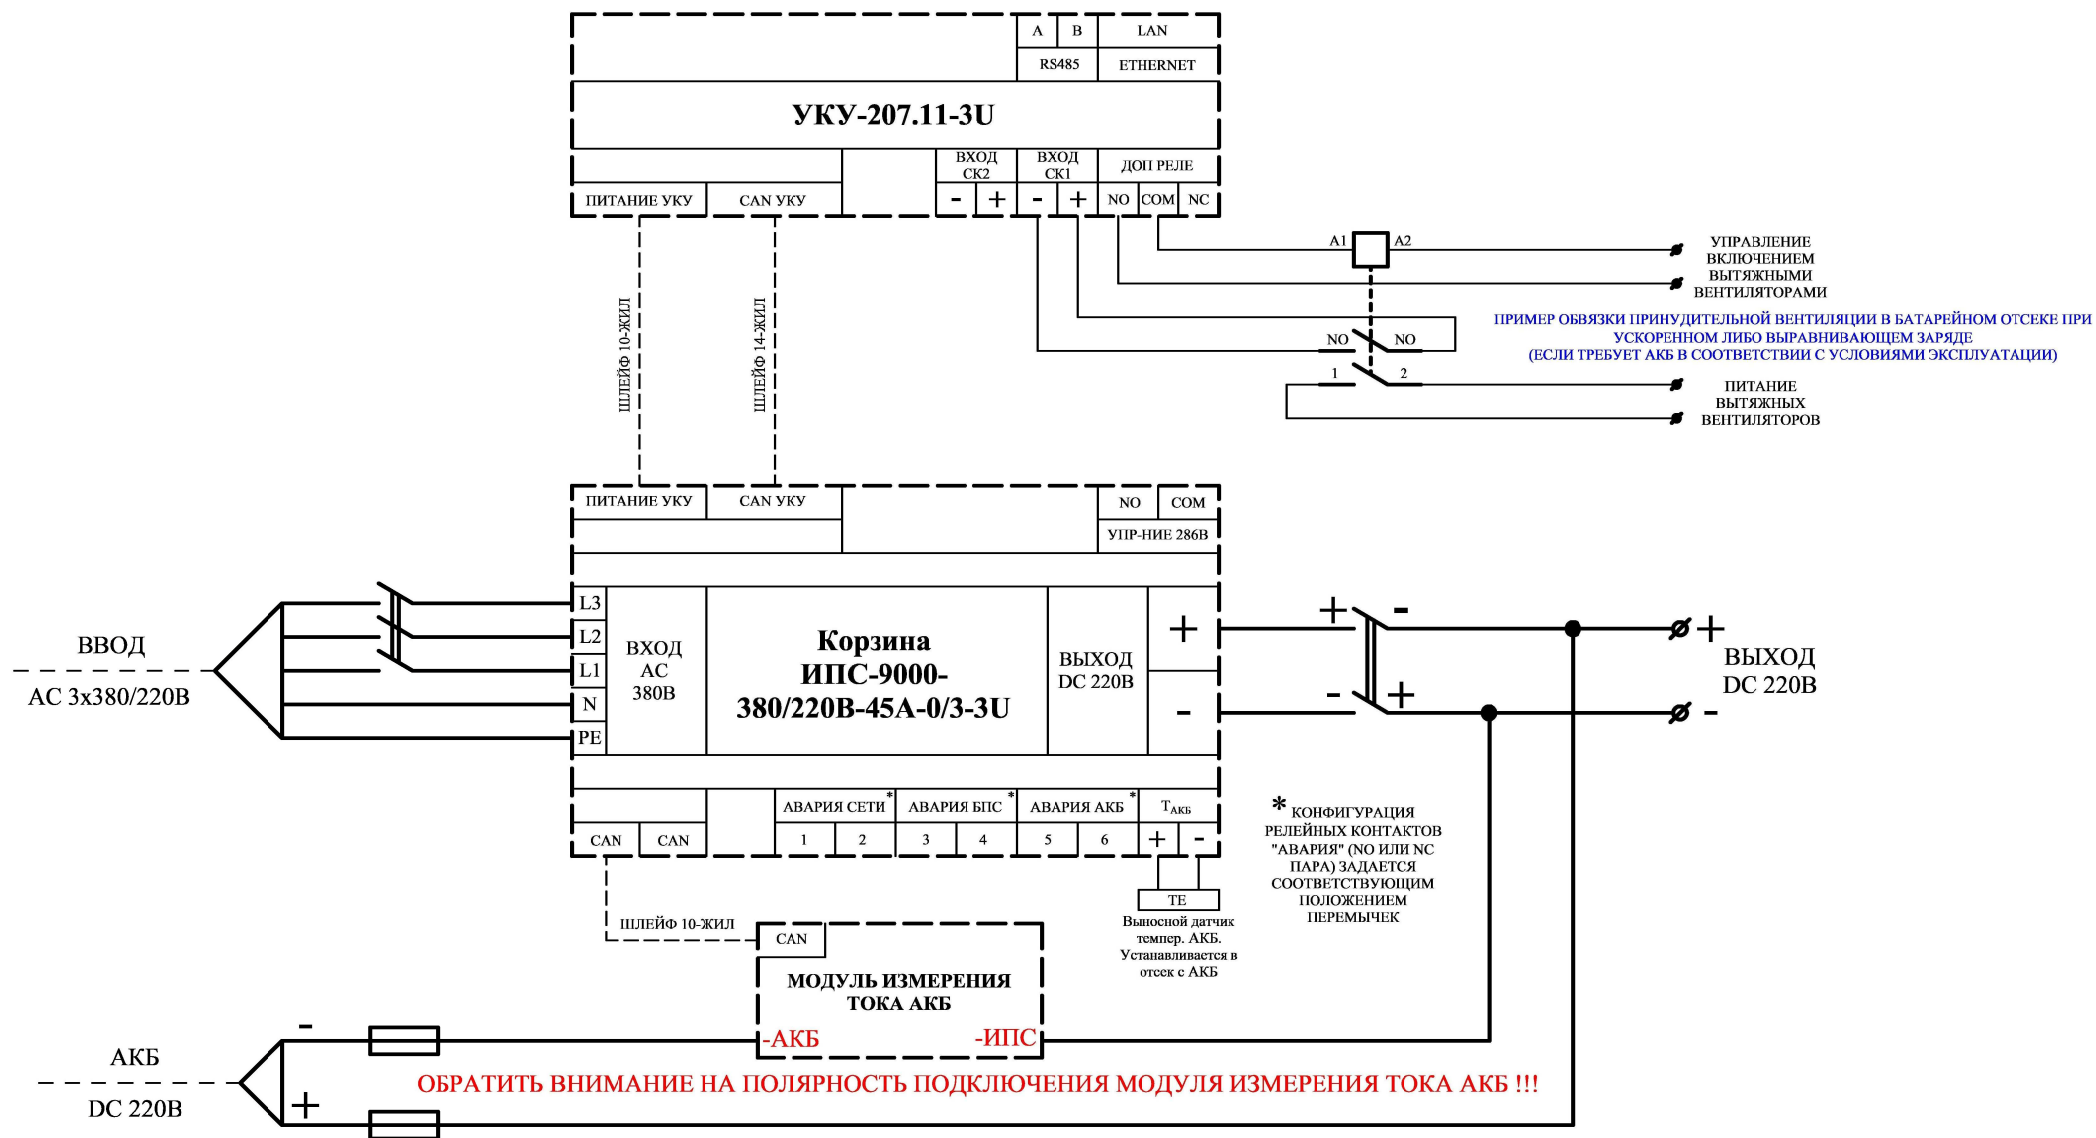 A B LAN
RS485 ETHERNET
УКУ-207.11-3U
ВХОД
СК2
ВХОД
СК1
ДОП РЕЛЕ
ПИТАНИЕ УКУ CAN УКУ - + - + NO COM NC
A1 A2
УПРАВЛЕНИЕ
ВКЛЮЧЕНИЕМ
ВЫТЯЖНЫМИ
ВЕНТИЛЯТОРАМИ
ШЛЕЙФ 10-ЖИЛ
ШЛЕЙФ 14-ЖИЛ
ПРИМЕР ОБВЯЗКИ ПРИНУДИТЕЛЬНОЙ ВЕНТИЛЯЦИИ В БАТАРЕЙНОМ ОТСЕКЕ ПРИ
УСКОРЕННОМ ЛИБО ВЫРАВНИВАЮЩЕМ ЗАРЯДЕ
(ЕСЛИ ТРЕБУЕТ АКБ В СООТВЕТСТВИИ С УСЛОВИЯМИ ЭКСПЛУАТАЦИИ)
NO NO
1 2
ПИТАНИЕ
ВЫТЯЖНЫХ
ВЕНТИЛЯТОРОВ
ПИТАНИЕ УКУ CAN УКУ NO COM
УПР-НИЕ 286В
ВВОД
AC 3x380/220В
L3
L2
L1
N
PE
ВХОД
AC
380В
Корзина
ИПС-9000-
380/220В-45А-0/3-3U
ВЫХОД
DC 220В
+
-
+ -
- +
+
ВЫХОД
DC 220В
-
АВАРИЯ СЕТИ * АВАРИЯ БПС * АВАРИЯ АКБ * TАКБ
CAN CAN 1 2 3 4 5 6 + -
* КОНФИГУРАЦИЯ
РЕЛЕЙНЫХ КОНТАКТОВ
"АВАРИЯ" (NO ИЛИ NC
ПАРА) ЗАДАЕТСЯ
СООТВЕТСТВУЮЩИМ
ПОЛОЖЕНИЕМ
ПЕРЕМЫЧЕК
TE
Выносной датчик
темпер. АКБ.
Устанавливается в
отсек с АКБ
ШЛЕЙФ 10-ЖИЛ
CAN
МОДУЛЬ ИЗМЕРЕНИЯ
ТОКА АКБ
-АКБ -ИПС
АКБ
DC 220В
-
+
ОБРАТИТЬ ВНИМАНИЕ НА ПОЛЯРНОСТЬ ПОДКЛЮЧЕНИЯ МОДУЛЯ ИЗМЕРЕНИЯ ТОКА АКБ !!!